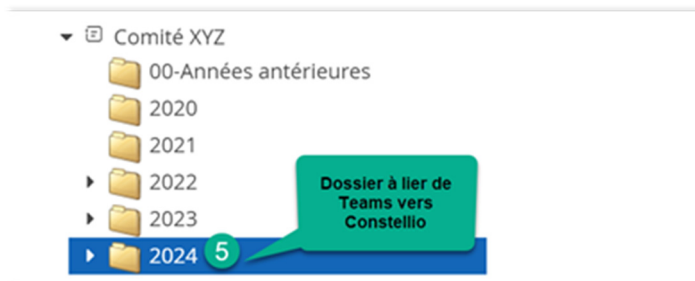 Comité XYZ
00-Années antérieures
2020
2021
2022
2023
2024 5
Dossier à lier de
Teams vers
Constellio